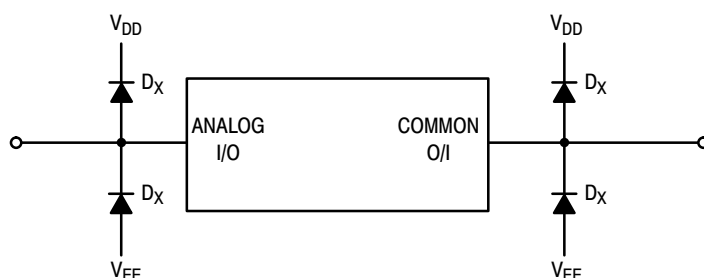 VDD
VDD
DX
DX
ANALOG
I/O
COMMON
O/I
DX
DX
VEE
VEE